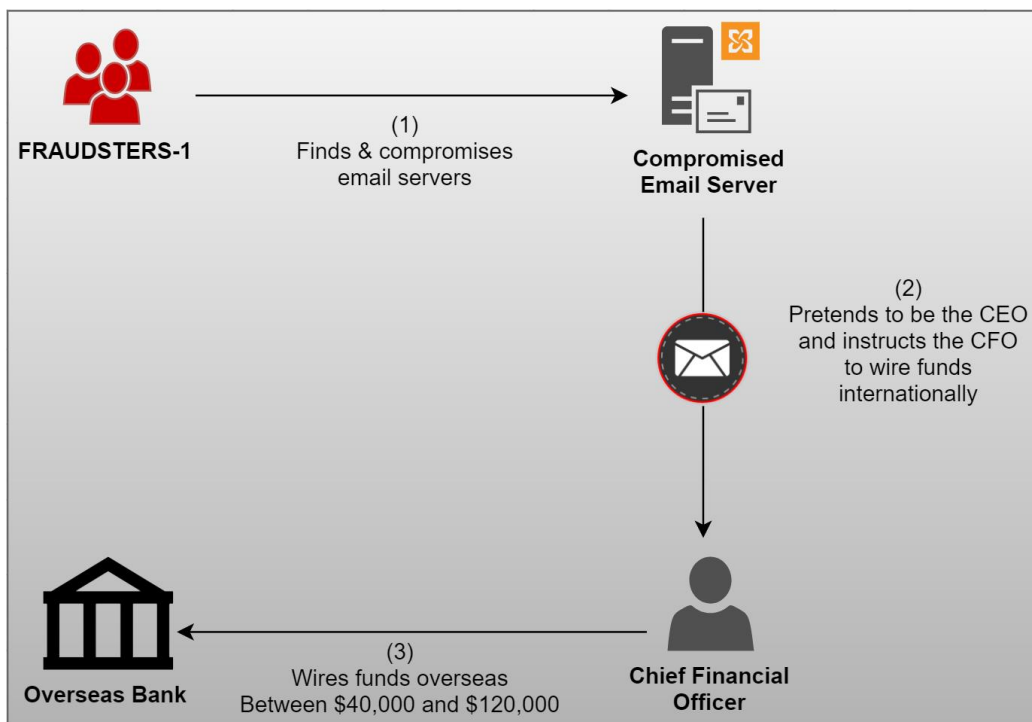 FRAUDSTERS-1
(1)
Finds & compromises
email servers
Compromised
Email Server
(2)
Pretends to be the CEO
and instructs the CFO
to wire funds
internationally
Overseas Bank
(3)
Wires funds overseas
Between $40,000 and $120,000
Chief Financial
Officer